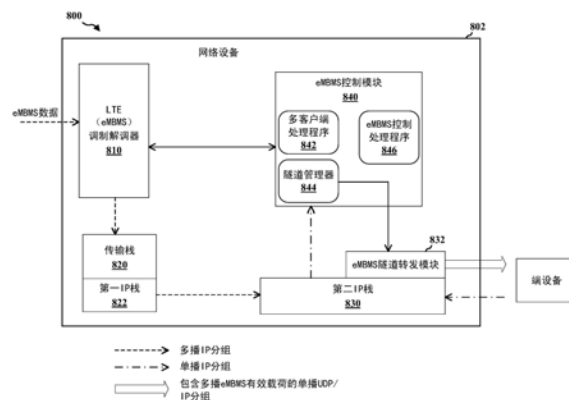 800
802
网络设备
eMBMS数据
LTE
(eMBMS)
调制解调器
810
eMBMS控制模块
840
多客户端
处理程序
842
eMBMS控制
处理程序
846
隧道管理器
844
传输栈
820
第一IP栈
822
832
eMBMS隧道转发模块
第二IP栈
830
端设备
多播IP分组
单播IP分组
包含多播eMBMS有效载荷的单播UDP/
IP分组